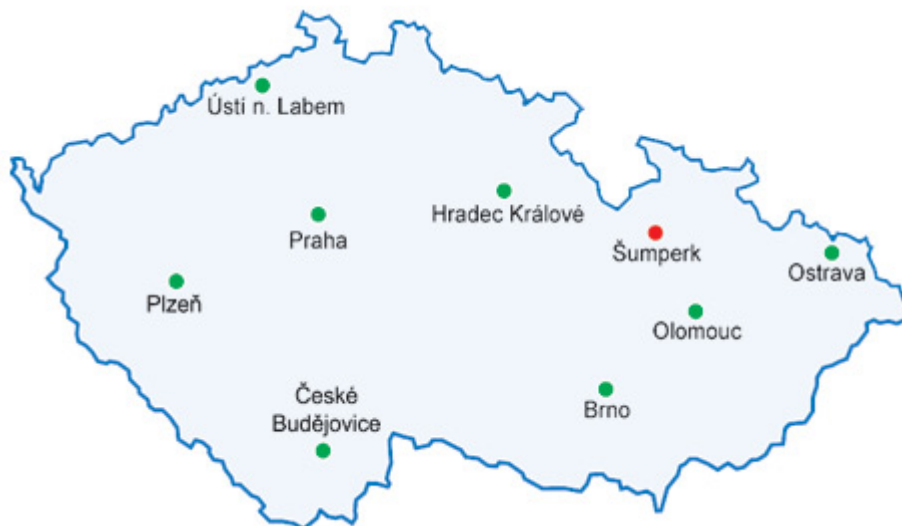 Ústí n. Labem
Hradec Králové
Praha
Šumperk
Ostrava
Plzeň
Olomouc
České
Budějovice
Brno